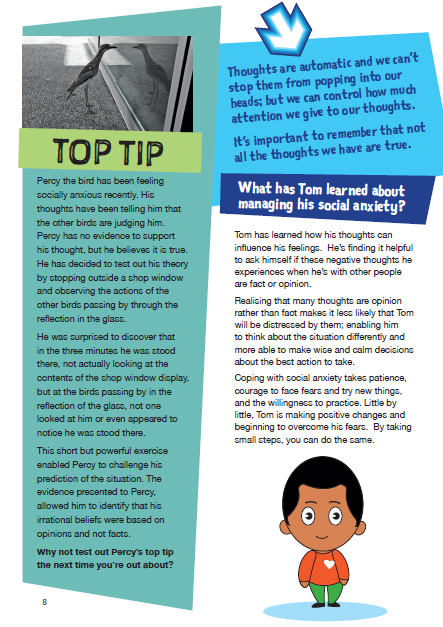 TOP TIP
Percy the bird has been feeling
socially anxious recently. His
thoughts have been telling him that
the other birds are judging him.
Percy has no evidence to support
his thought, but he believes it is true.
He has decided to test out his theory
by stopping outside a shop window
and observing the actions of the
other birds passing by through the
reflection in the glass.
He was surprised to discover that
in the three minutes he was stood
there, not actually looking at the
contents of the shop window display,
but at the birds passing by in the
reflection of the glass, not one
looked at him or even appeared to
notice he was stood there.
This short but powerful exercise
enabled Percy to challenge his
prediction of the situation. The
evidence presented to Percy,
allowed him to identify that his
irrational beliefs were based on
opinions and not facts.
Why not test out Percy's top tip
the next time you're out about?
8
Thoughts are automatic and we can't
stop them from popping into our
heads; but we can control how much
attention we give to our thoughts.
It's important to remember that not
all the thoughts we have are true.
What has Tom learned about
managing his social anxiety?
Tom has learned how his thoughts can
influence his feelings. He's finding it helpful
to ask himself if these negative thoughts he
experiences when he's with other people
are fact or opinion.
Realising that many thoughts are opinion
rather than fact makes it less likely that Tom
will be distressed by them; enabling him
to think about the situation differently and
more able to make wise and calm decisions
about the best action to take.
Coping with social anxiety takes patience,
courage to face fears and try new things,
and the willingness to practice. Little by
little, Tom is making positive changes and
beginning to overcome his fears. By taking
small steps, you can do the same.